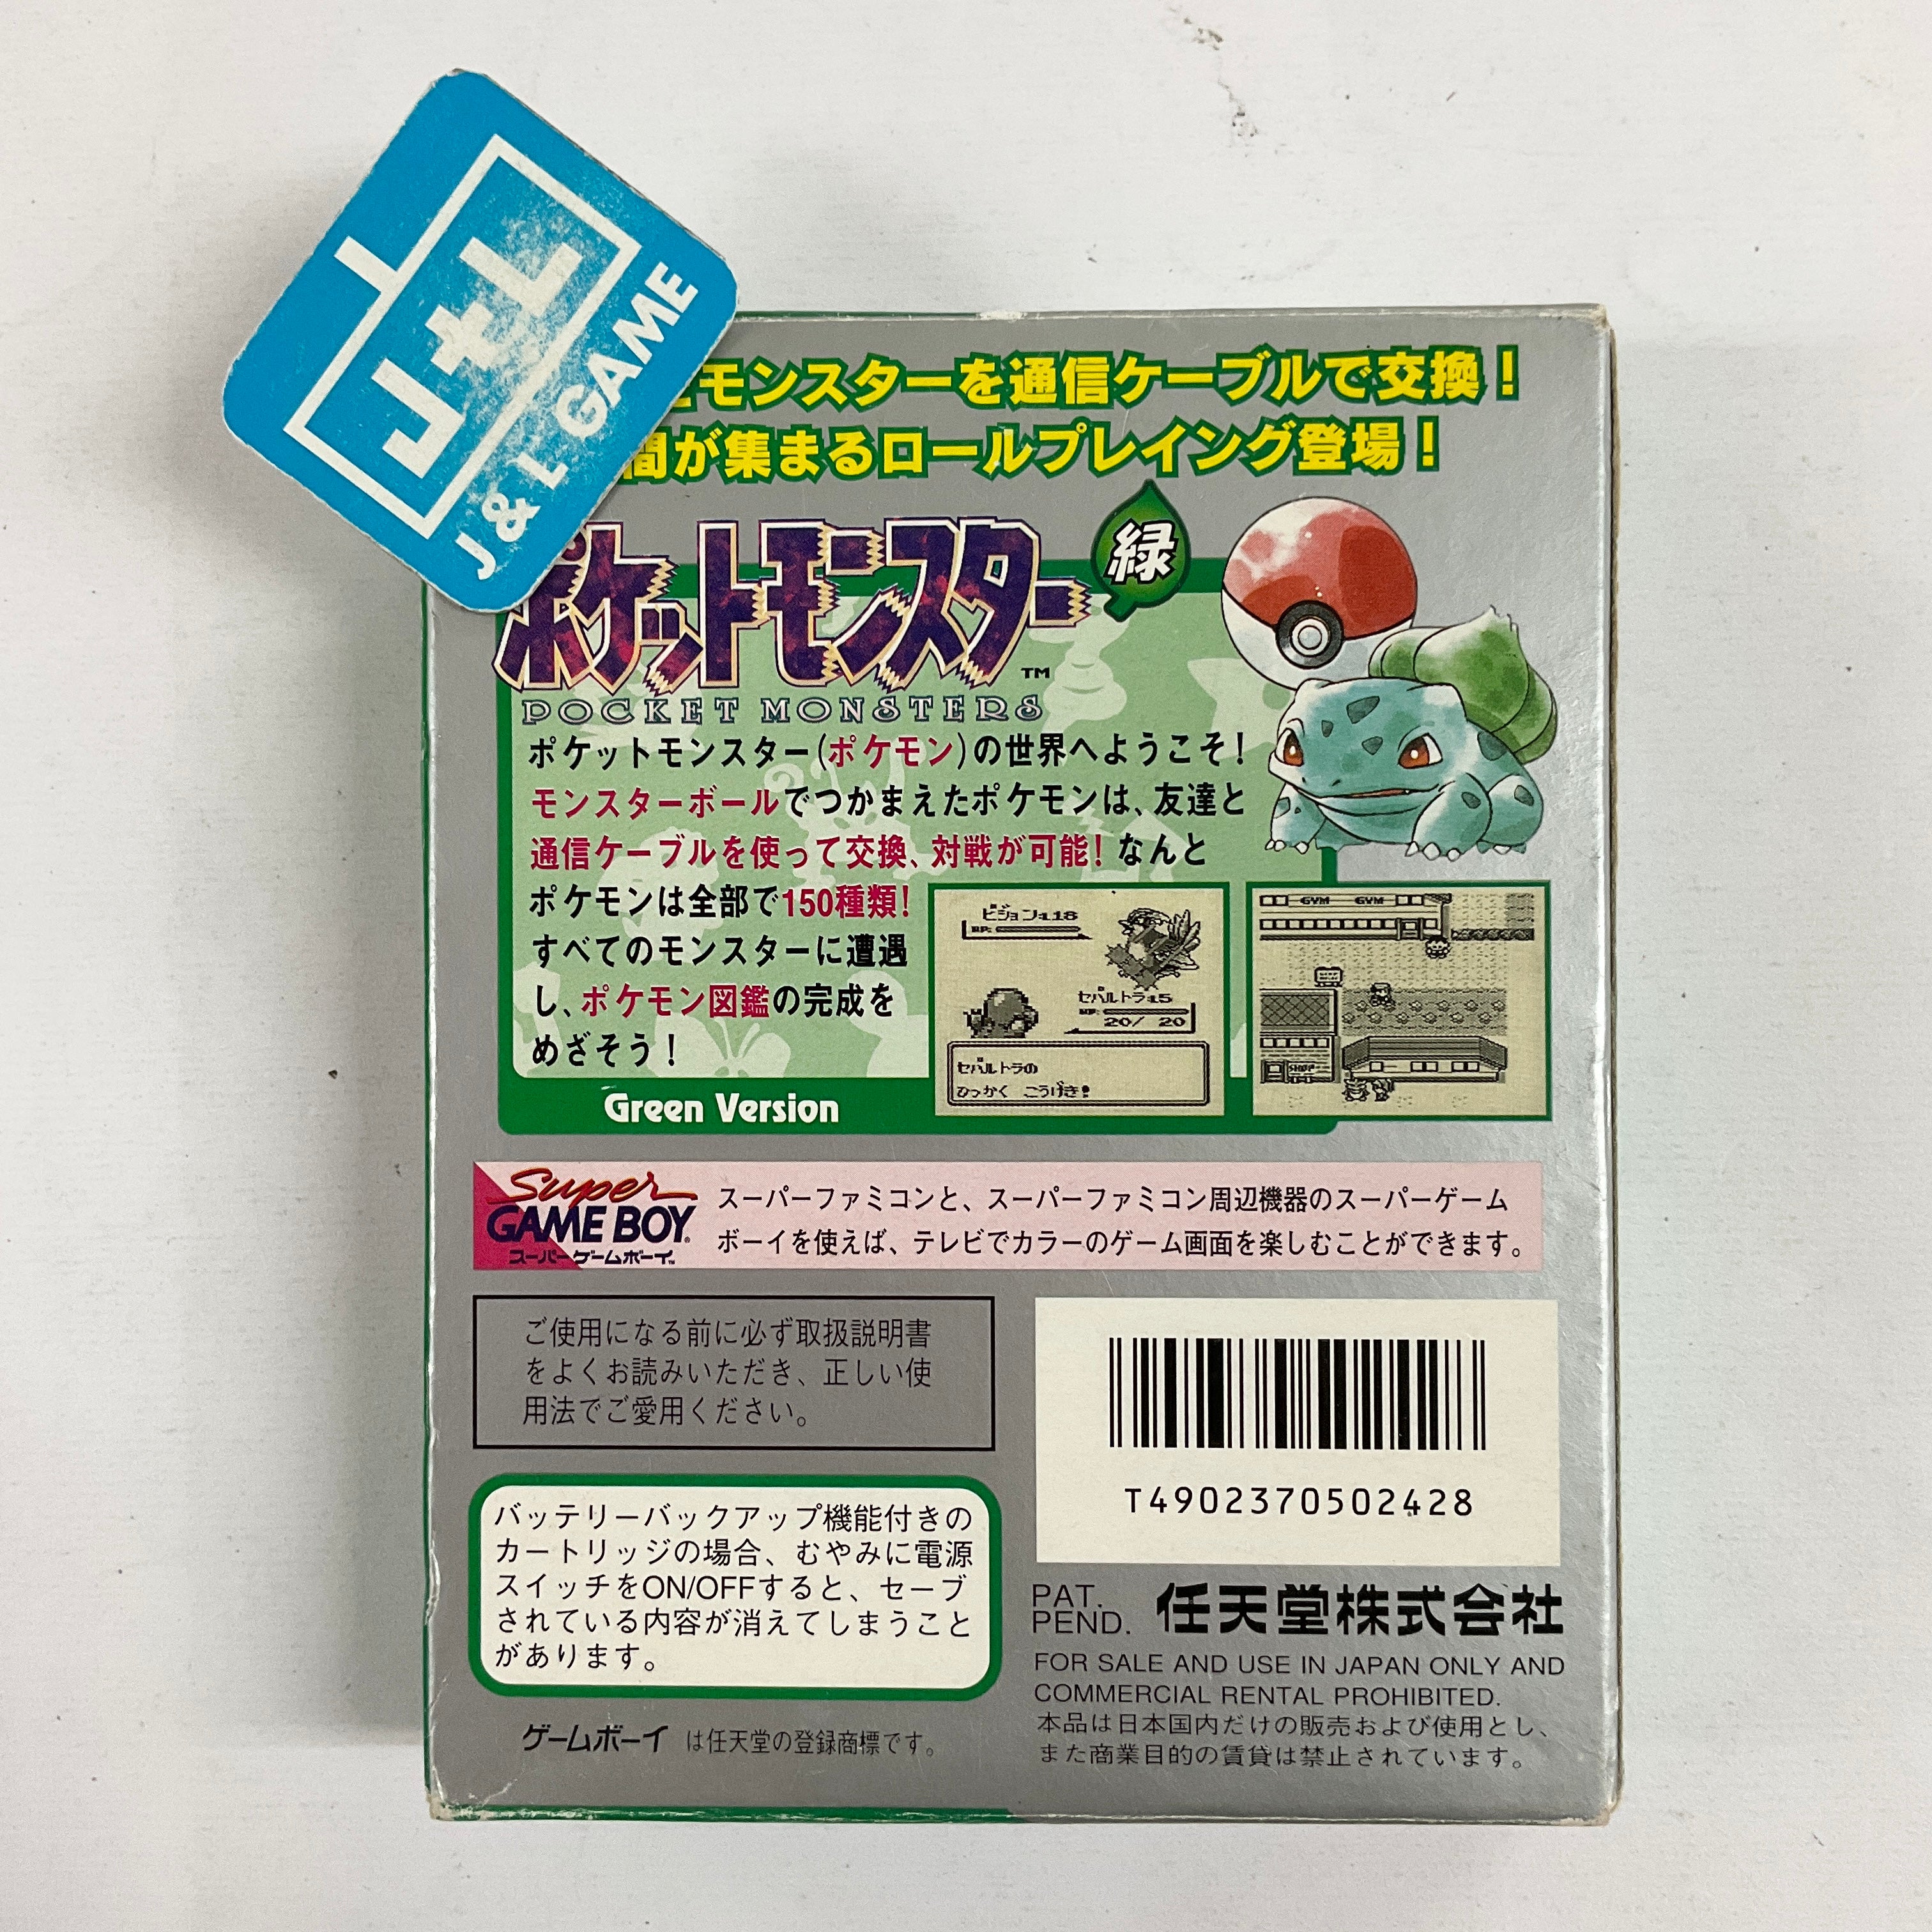 J+L
J & L GAME
モンスターを通信ケーブルで交換！
間が集まるロールプレイング登場！
ポケットモンスター™
緑
POCKET MONSTERS
ポケットモンスター(ポケモン)の世界へようこそ！
モンスターボールでつかまえたポケモンは、友達と
通信ケーブルを使って交換、対戦が可能！なんと
ポケモンは全部で150種類！
すべてのモンスターに遭遇
し、ポケモン図鑑の完成を
めざそう！
Green Version
ピジョン:L18
HP:
セバルトラ:L5
HP:
20/ 20
セバルトラの
ひっかく こうげき！
GYM GYM
SHOP
Super
GAME BOY®
スーパーゲームボーイ™
スーパーファミコンと、スーパーファミコン周辺機器のスーパーゲーム
ボーイを使えば、テレビでカラーのゲーム画面を楽しむことができます。
ご使用になる前に必ず取扱説明書
をよくお読みいただき、正しい使
用法でご愛用ください。
T4902370502428
バッテリーバックアップ機能付きの
カートリッジの場合、むやみに電源
スイッチをON/OFFすると、セーブ
されている内容が消えてしまうこと
があります。
PAT.
PEND.
任天堂株式会社
FOR SALE AND USE IN JAPAN ONLY AND
COMMERCIAL RENTAL PROHIBITED.
本品は日本国内だけの販売および使用とし、
また商業目的の賃貸は禁止されています。
ゲームボーイ は任天堂の登録商標です。